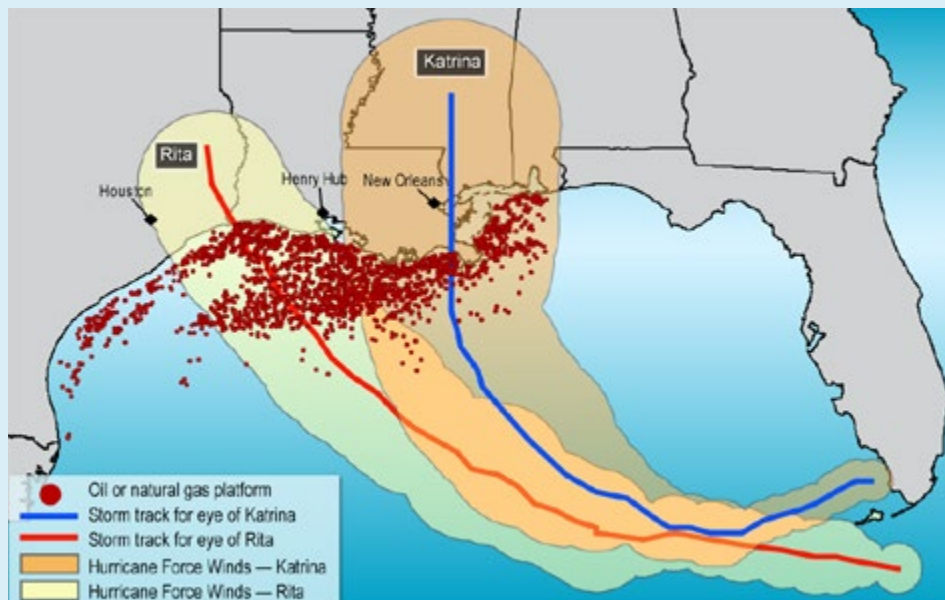 Katrina
Rita
Houston
Henry Hub
New Orleans
Oil or natural gas platform
Storm track for eye of Katrina
Storm track for eye of Rita
Hurricane Force Winds — Katrina
Hurricane Force Winds — Rita